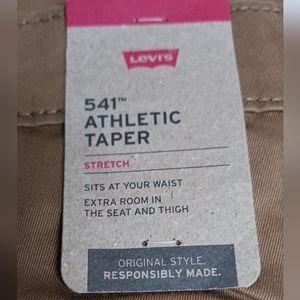 Levi's
541™
ATHLETIC
TAPER
STRETCH
SITS AT YOUR WAIST
EXTRA ROOM IN
THE SEAT AND THIGH
ORIGINAL STYLE.
RESPONSIBLY MADE.